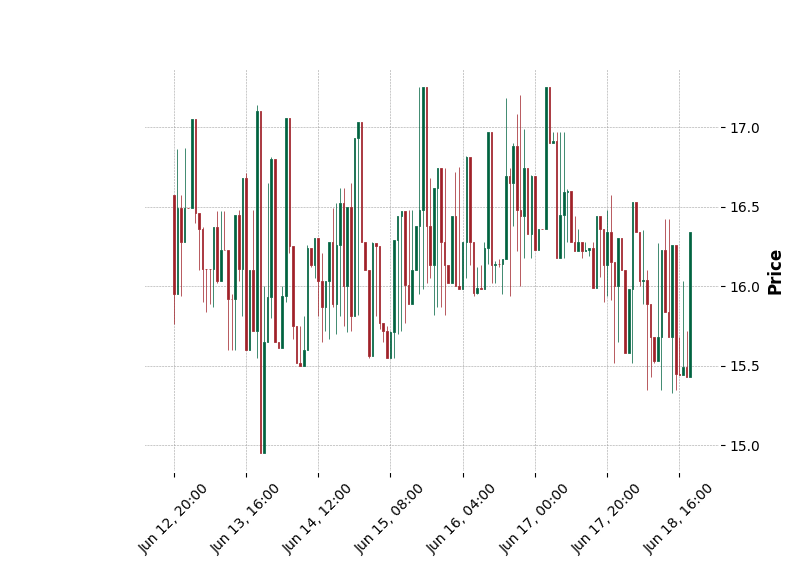 17.0
16.5
16.0
15.5
15.0
Price
Jun 12, 20:00
Jun 13, 16:00
Jun 14, 12:00
Jun 15, 08:00
Jun 16, 04:00
Jun 17, 00:00
Jun 17, 20:00
Jun 18, 16:00